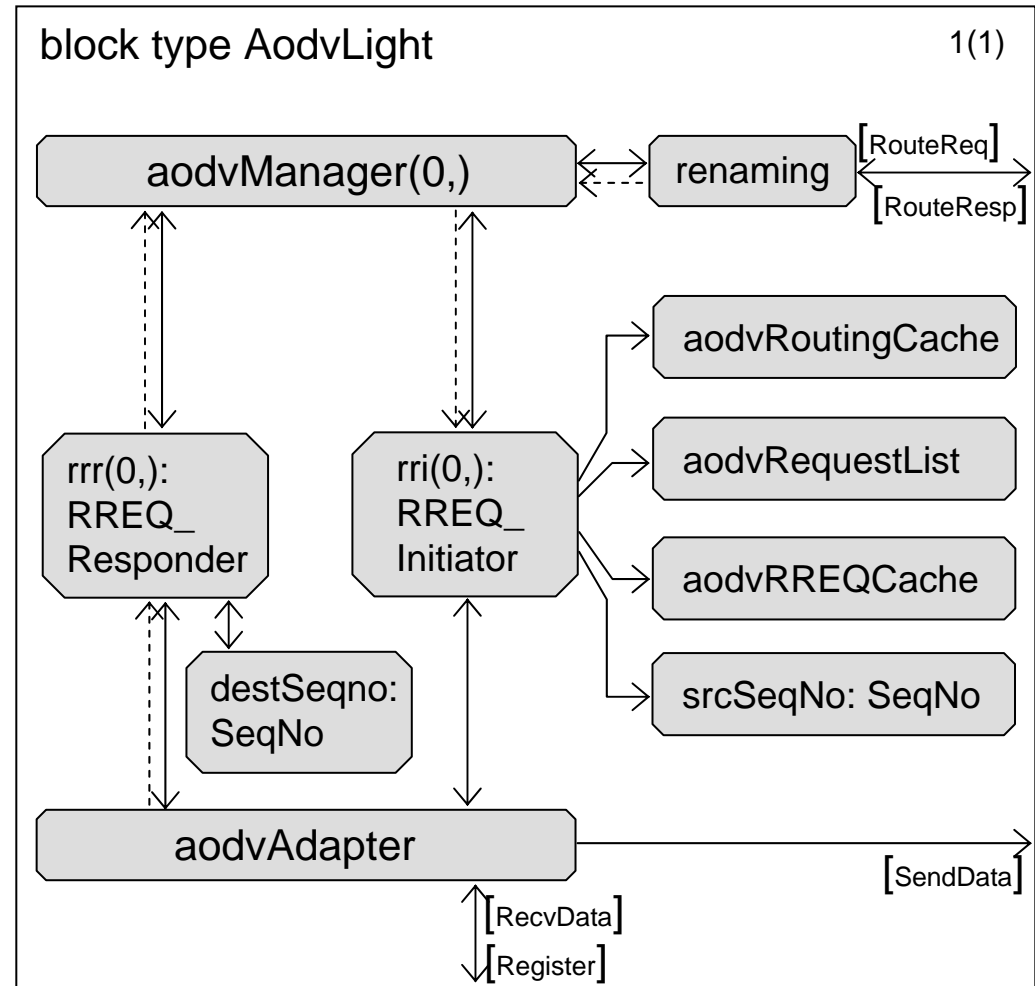 block type AodvLight
1(1)
aodvManager(0,)
renaming
[RouteReq]
[RouteResp]
aodvRoutingCache
rrr(0,):
RREQ_
Responder
rri(0,):
RREQ_
Initiator
aodvRequestList
aodvRREQCache
destSeqno:
SeqNo
srcSeqNo: SeqNo
aodvAdapter
[SendData]
[RecvData]
[Register]